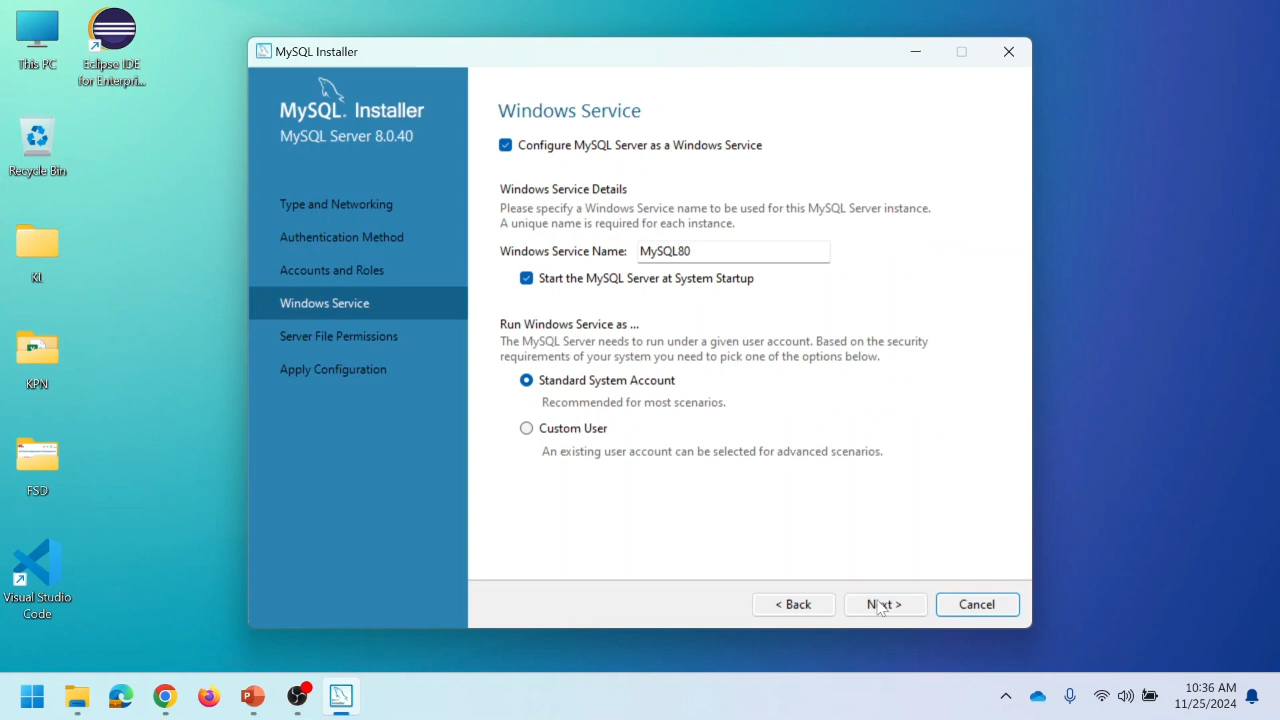 This PC
Eclipse IDE
for Enterpri...
Recycle Bin
KL
KPN
FSD
Visual Studio
Code
MySQL Installer
MySQL. Installer
MySQL Server 8.0.40
Type and Networking
Authentication Method
Accounts and Roles
Windows Service
Server File Permissions
Apply Configuration
Windows Service
Configure MySQL Server as a Windows Service
Windows Service Details
Please specify a Windows Service name to be used for this MySQL Server instance.
A unique name is required for each instance.
Windows Service Name: MySQL80
Start the MySQL Server at System Startup
Run Windows Service as ...
The MySQL Server needs to run under a given user account. Based on the security
requirements of your system you need to pick one of the options below.
Standard System Account
Recommended for most scenarios.
Custom User
An existing user account can be selected for advanced scenarios.
< Back
Next >
Cancel
10:36 AM
11/25/2024